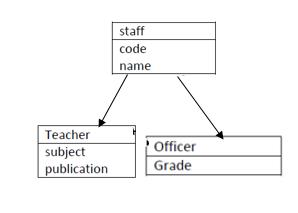 staff
code
name
Teacher
subject
publication
Officer
Grade